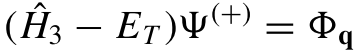 (Ĥ₃ − E_T)Ψ⁽⁺⁾ = Φ_𝐪